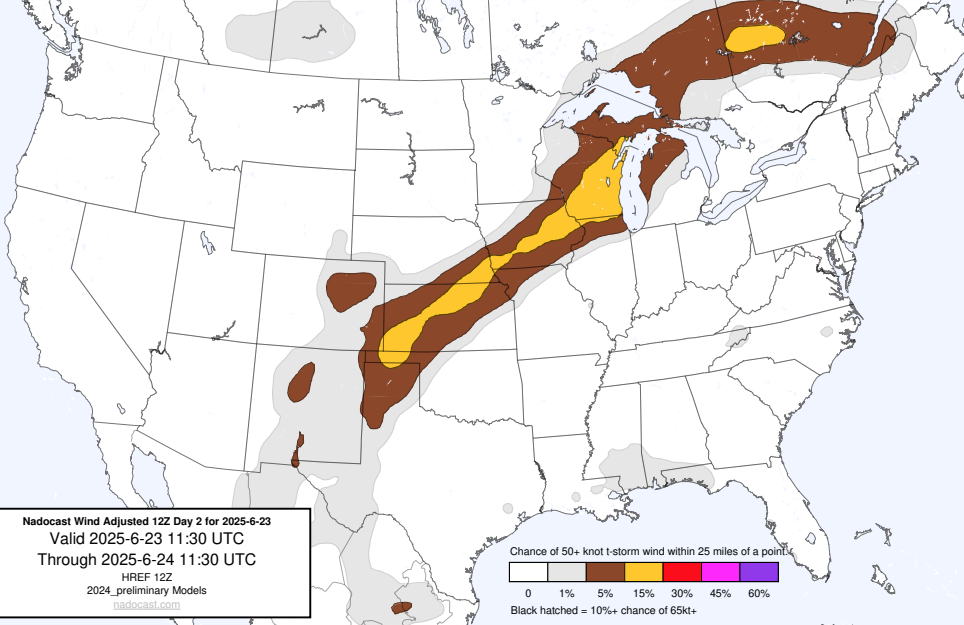 Nadocast Wind Adjusted 12Z Day 2 for 2025-6-23
Valid 2025-6-23 11:30 UTC
Through 2025-6-24 11:30 UTC
HREF 12Z
2024_preliminary Models
nadocast.com
Chance of 50+ knot t-storm wind within 25 miles of a point.
0 1% 5% 15% 30% 45% 60%
Black hatched = 10%+ chance of 65kt+